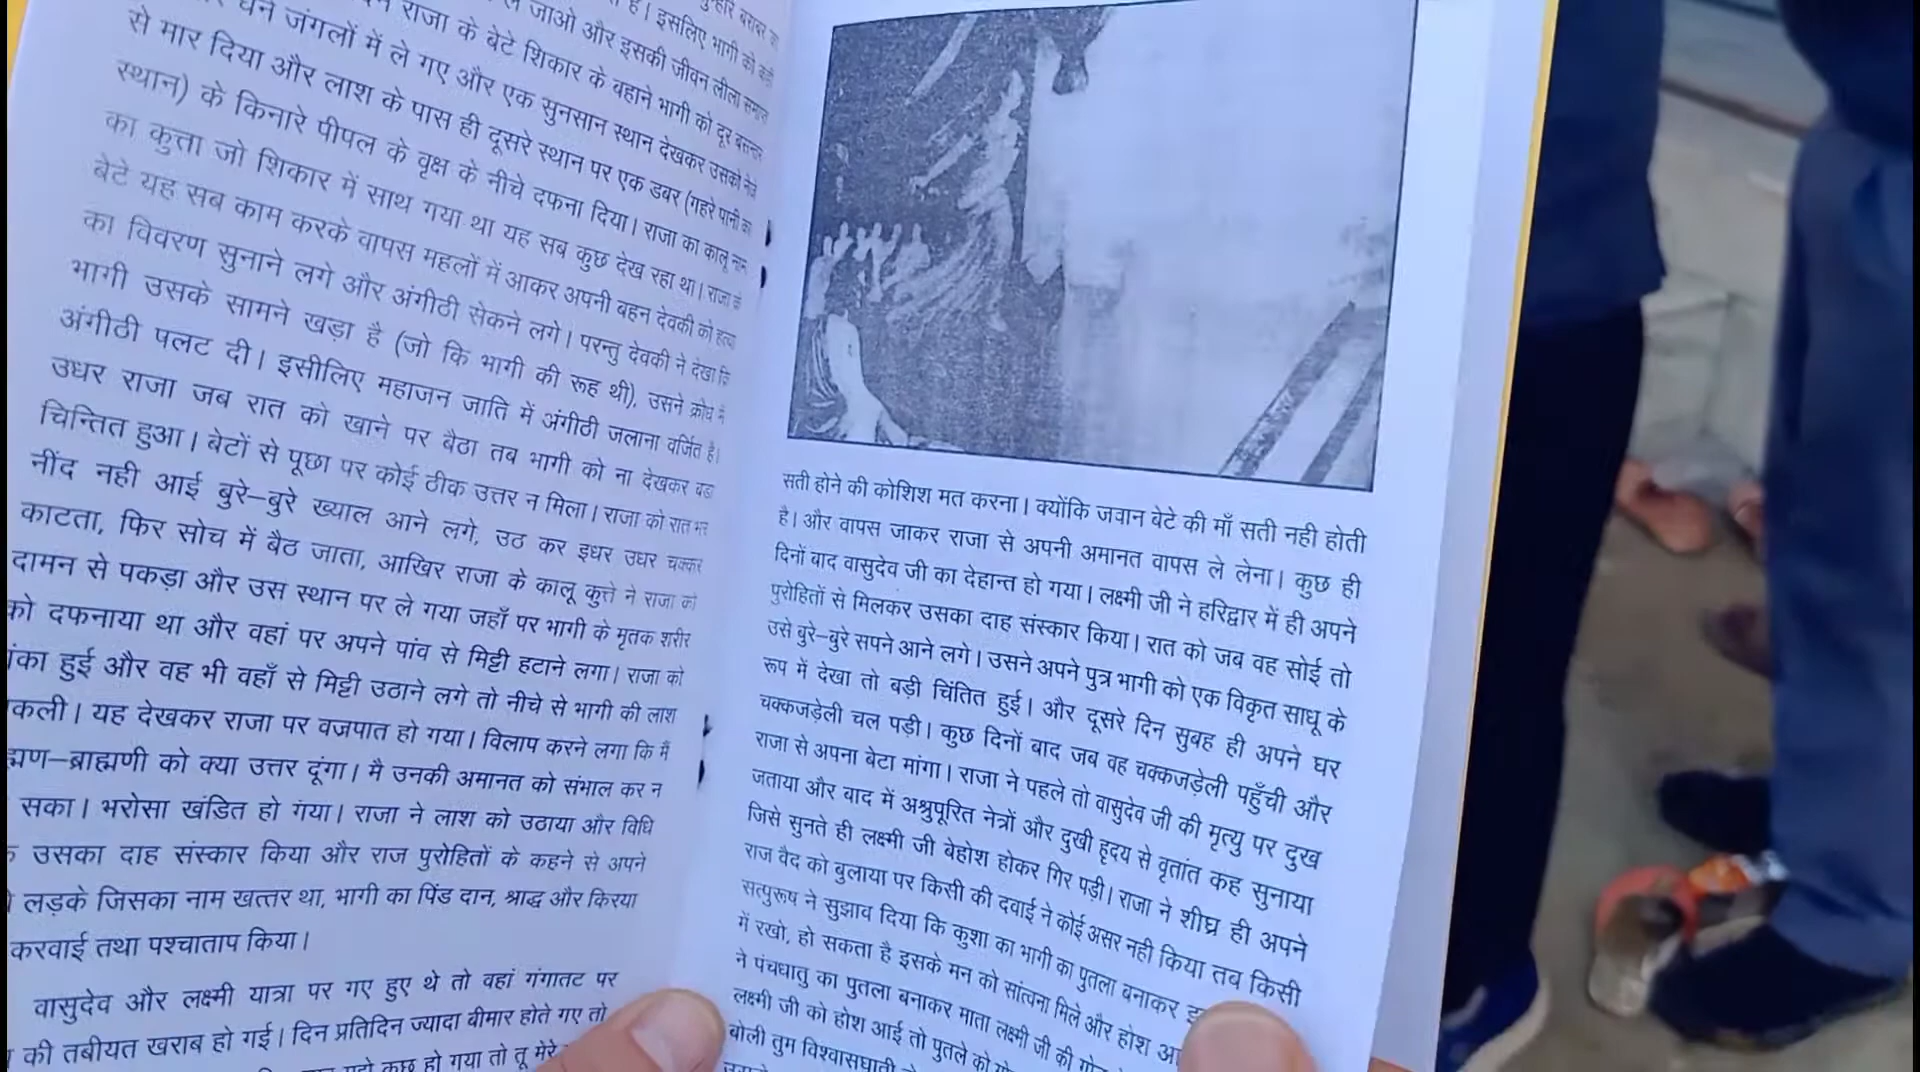 जाओ और इसकी जीवन लीला समाप्त
राजा के बेटे शिकार के बहाने भागी को दूर
घने जंगलों में ले गए और एक सुनसान स्थान देखकर उसको
से मार दिया और लाश के पास ही दूसरे स्थान पर एक डबर (गहरे पानी का
स्थान) के किनारे पीपल के वृक्ष के नीचे दफना दिया। राजा का कालू नाम
का कुत्ता जो शिकार में साथ गया था यह सब कुछ देख रहा था। राजा के
बेटे यह सब काम करके वापस महलों में आकर अपनी बहन देवकी को हत्या
का विवरण सुनाने लगे और अंगीठी सेकने लगे। परन्तु देवकी ने देखा कि
भागी उसके सामने खड़ा है (जो कि भागी की रूह थी), उसने क्रोध में
अंगीठी पलट दी। इसीलिए महाजन जाति में अंगीठी जलाना वर्जित है।
उधर राजा जब रात को खाने पर बैठा तब भागी को ना देखकर बड़ा
चिन्तित हुआ। बेटों से पूछा पर कोई ठीक उत्तर न मिला। राजा को रात भर
नींद नही आई बुरे–बुरे ख्याल आने लगे, उठ कर इधर उधर चक्कर
काटता, फिर सोच में बैठ जाता, आखिर राजा के कालू कुत्ते ने राजा को
दामन से पकड़ा और उस स्थान पर ले गया जहाँ पर भागी के मृतक शरीर
को दफनाया था और वहां पर अपने पांव से मिट्टी हटाने लगा। राजा को
हुई और वह भी वहाँ से मिट्टी उठाने लगे तो नीचे से भागी की लाश
यह देखकर राजा पर वज्रपात हो गया। विलाप करने लगा कि मैं
ब्राह्मणी को क्या उत्तर दूंगा। मै उनकी अमानत को संभाल कर न
सका। भरोसा खंडित हो गया। राजा ने लाश को उठाया और विधि
उसका दाह संस्कार किया और राज पुरोहितों के कहने से अपने
लड़के जिसका नाम खत्तर था, भागी का पिंड दान, श्राद्ध और किरया
करवाई तथा पश्चाताप किया।
वासुदेव और लक्ष्मी यात्रा पर गए हुए थे तो वहां गंगातट पर
की तबीयत खराब हो गई। दिन प्रतिदिन ज्यादा बीमार होते गए तो
कुछ हो गया तो तू मेरे
सती होने की कोशिश मत करना। क्योंकि जवान बेटे की माँ सती नही होती
है। और वापस जाकर राजा से अपनी अमानत वापस ले लेना। कुछ ही
दिनों बाद वासुदेव जी का देहान्त हो गया। लक्ष्मी जी ने हरिद्वार में ही अपने
पुरोहितों से मिलकर उसका दाह संस्कार किया। रात को जब वह सोई तो
उसे बुरे–बुरे सपने आने लगे। उसने अपने पुत्र भागी को एक विकृत साधू के
रूप में देखा तो बड़ी चिंतित हुई। और दूसरे दिन सुबह ही अपने घर
चक्कजड़ेली चल पड़ी। कुछ दिनों बाद जब वह चक्कजड़ेली पहुँची और
राजा से अपना बेटा मांगा। राजा ने पहले तो वासुदेव जी की मृत्यु पर दुख
जताया और बाद में अश्रुपूरित नेत्रों और दुखी हृदय से वृतांत कह सुनाया
जिसे सुनते ही लक्ष्मी जी बेहोश होकर गिर पड़ी। राजा ने शीघ्र ही अपने
राज वैद को बुलाया पर किसी की दवाई ने कोई असर नही किया तब किसी
सत्पुरूष ने सुझाव दिया कि कुशा का भागी का पुतला बनाकर
में रखो, हो सकता है इसके मन को सांत्वना मिले और होश
ने पंचधातु का पुतला बनाकर माता लक्ष्मी जी की
लक्ष्मी जी को होश आई तो पुतले को
बोली तुम विश्वासघाती